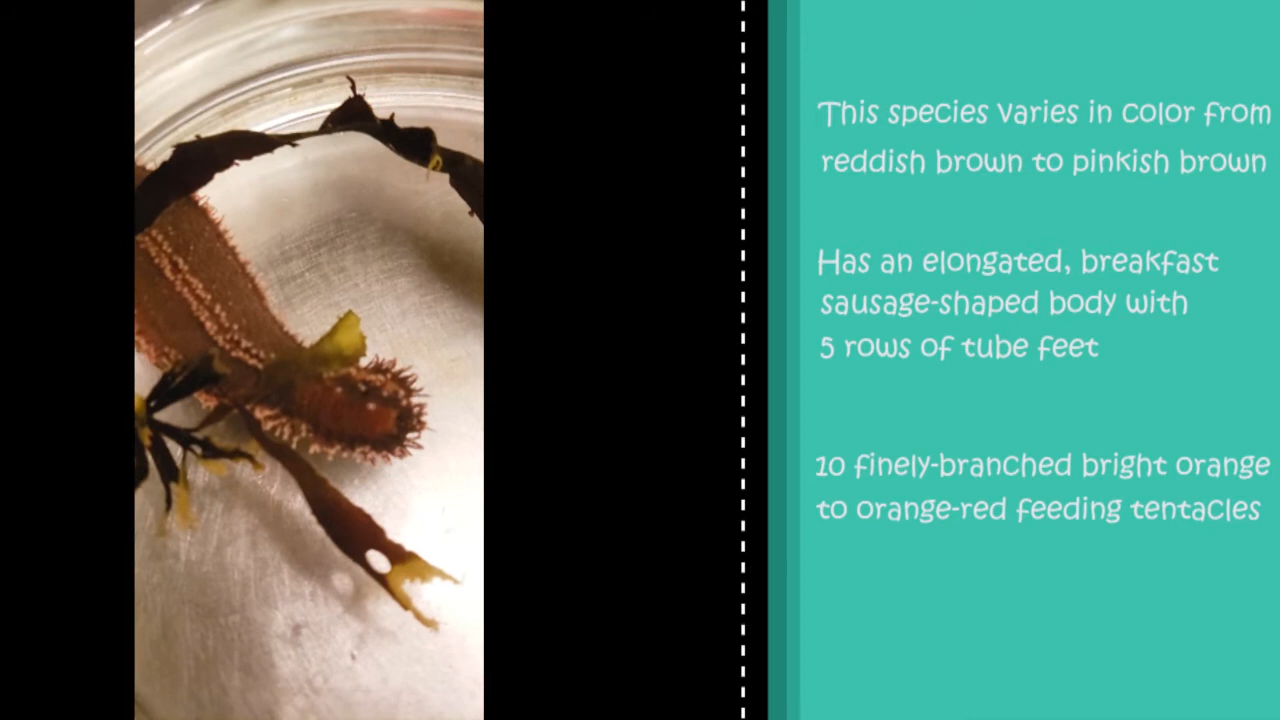 This species varies in color from
reddish brown to pinkish brown
Has an elongated, breakfast
sausage-shaped body with
5 rows of tube feet
10 finely-branched bright orange
to orange-red feeding tentacles